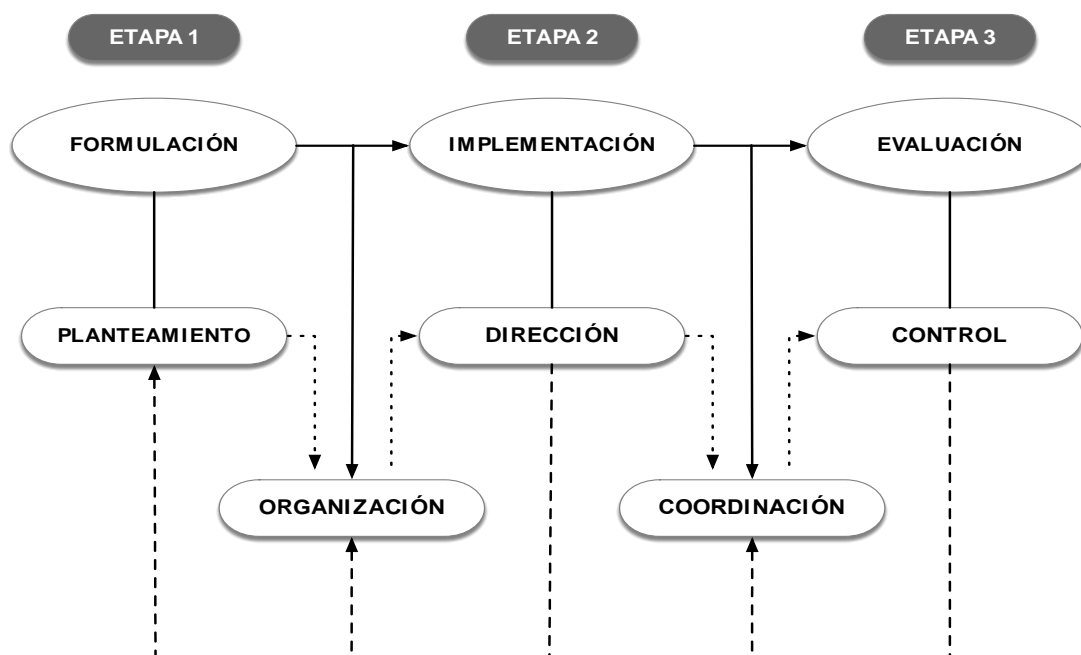 ETAPA 1
ETAPA 2
ETAPA 3
FORMULACIÓN
IMPLEMENTACIÓN
EVALUACIÓN
PLANTEAMIENTO
DIRECCIÓN
CONTROL
ORGANIZACIÓN
COORDINACIÓN